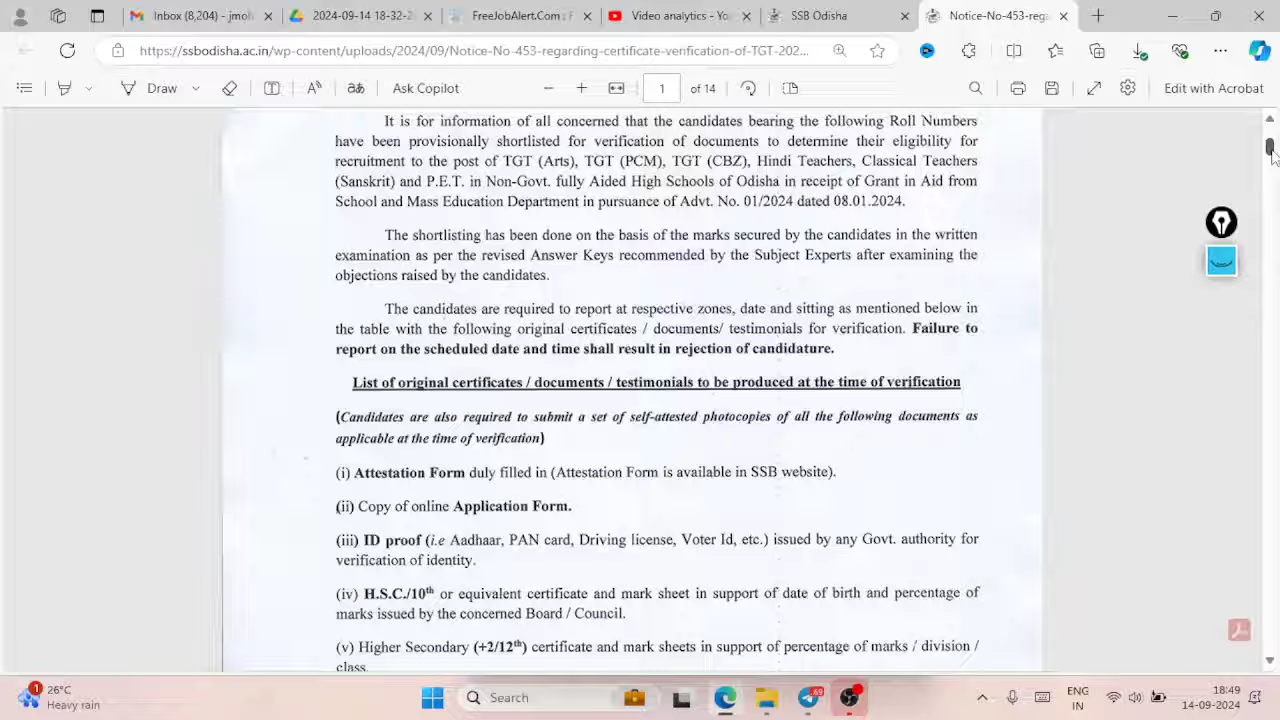 Inbox (8,204) - jmoh
2024-09-14 18-32-2
FreeJobAlert.Com : F
Video analytics - Yo
SSB Odisha
Notice-No-453-rega
https://ssbodisha.ac.in/wp-content/uploads/2024/09/Notice-No-453-regarding-certificate-verification-of-TGT-202...
Draw
Ask Copilot
1 of 14
Edit with Acrobat
It is for information of all concerned that the candidates bearing the following Roll Numbers
have been provisionally shortlisted for verification of documents to determine their eligibility for
recruitment to the post of TGT (Arts), TGT (PCM), TGT (CBZ), Hindi Teachers, Classical Teachers
(Sanskrit) and P.E.T. in Non-Govt. fully Aided High Schools of Odisha in receipt of Grant in Aid from
School and Mass Education Department in pursuance of Advt. No. 01/2024 dated 08.01.2024.
The shortlisting has been done on the basis of the marks secured by the candidates in the written
examination as per the revised Answer Keys recommended by the Subject Experts after examining the
objections raised by the candidates.
The candidates are required to report at respective zones, date and sitting as mentioned below in
the table with the following original certificates / documents/ testimonials for verification. Failure to
report on the scheduled date and time shall result in rejection of candidature.
List of original certificates / documents / testimonials to be produced at the time of verification
(Candidates are also required to submit a set of self-attested photocopies of all the following documents as
applicable at the time of verification)
(i) Attestation Form duly filled in (Attestation Form is available in SSB website).
(ii) Copy of online Application Form.
(iii) ID proof (i.e Aadhaar, PAN card, Driving license, Voter Id, etc.) issued by any Govt. authority for
verification of identity.
(iv) H.S.C./10th or equivalent certificate and mark sheet in support of date of birth and percentage of
marks issued by the concerned Board / Council.
(v) Higher Secondary (+2/12th) certificate and mark sheets in support of percentage of marks / division /
class.
1
26°C
Heavy rain
Search
69
ENG
IN
18:49
14-09-2024